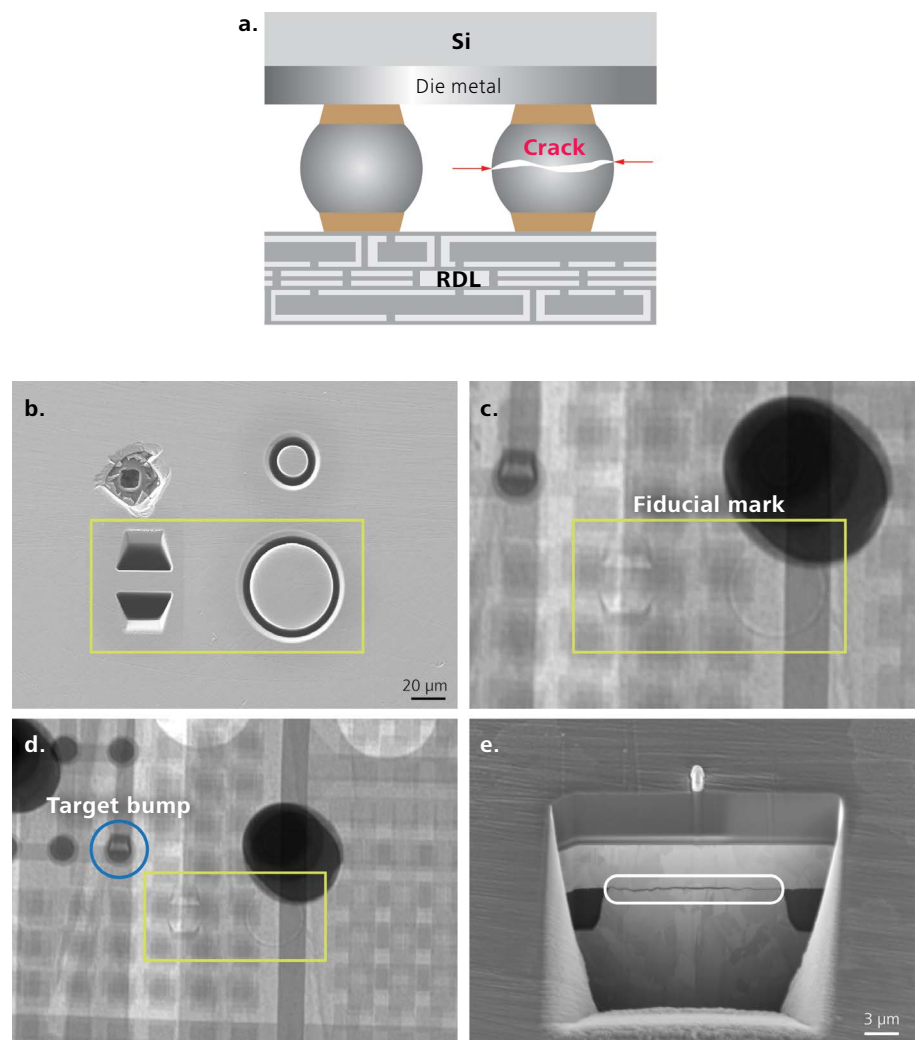 a.
Si
Die metal
Crack
RDL
b.
20 µm
c.
Fiducial mark
d.
Target bump
e.
3 µm